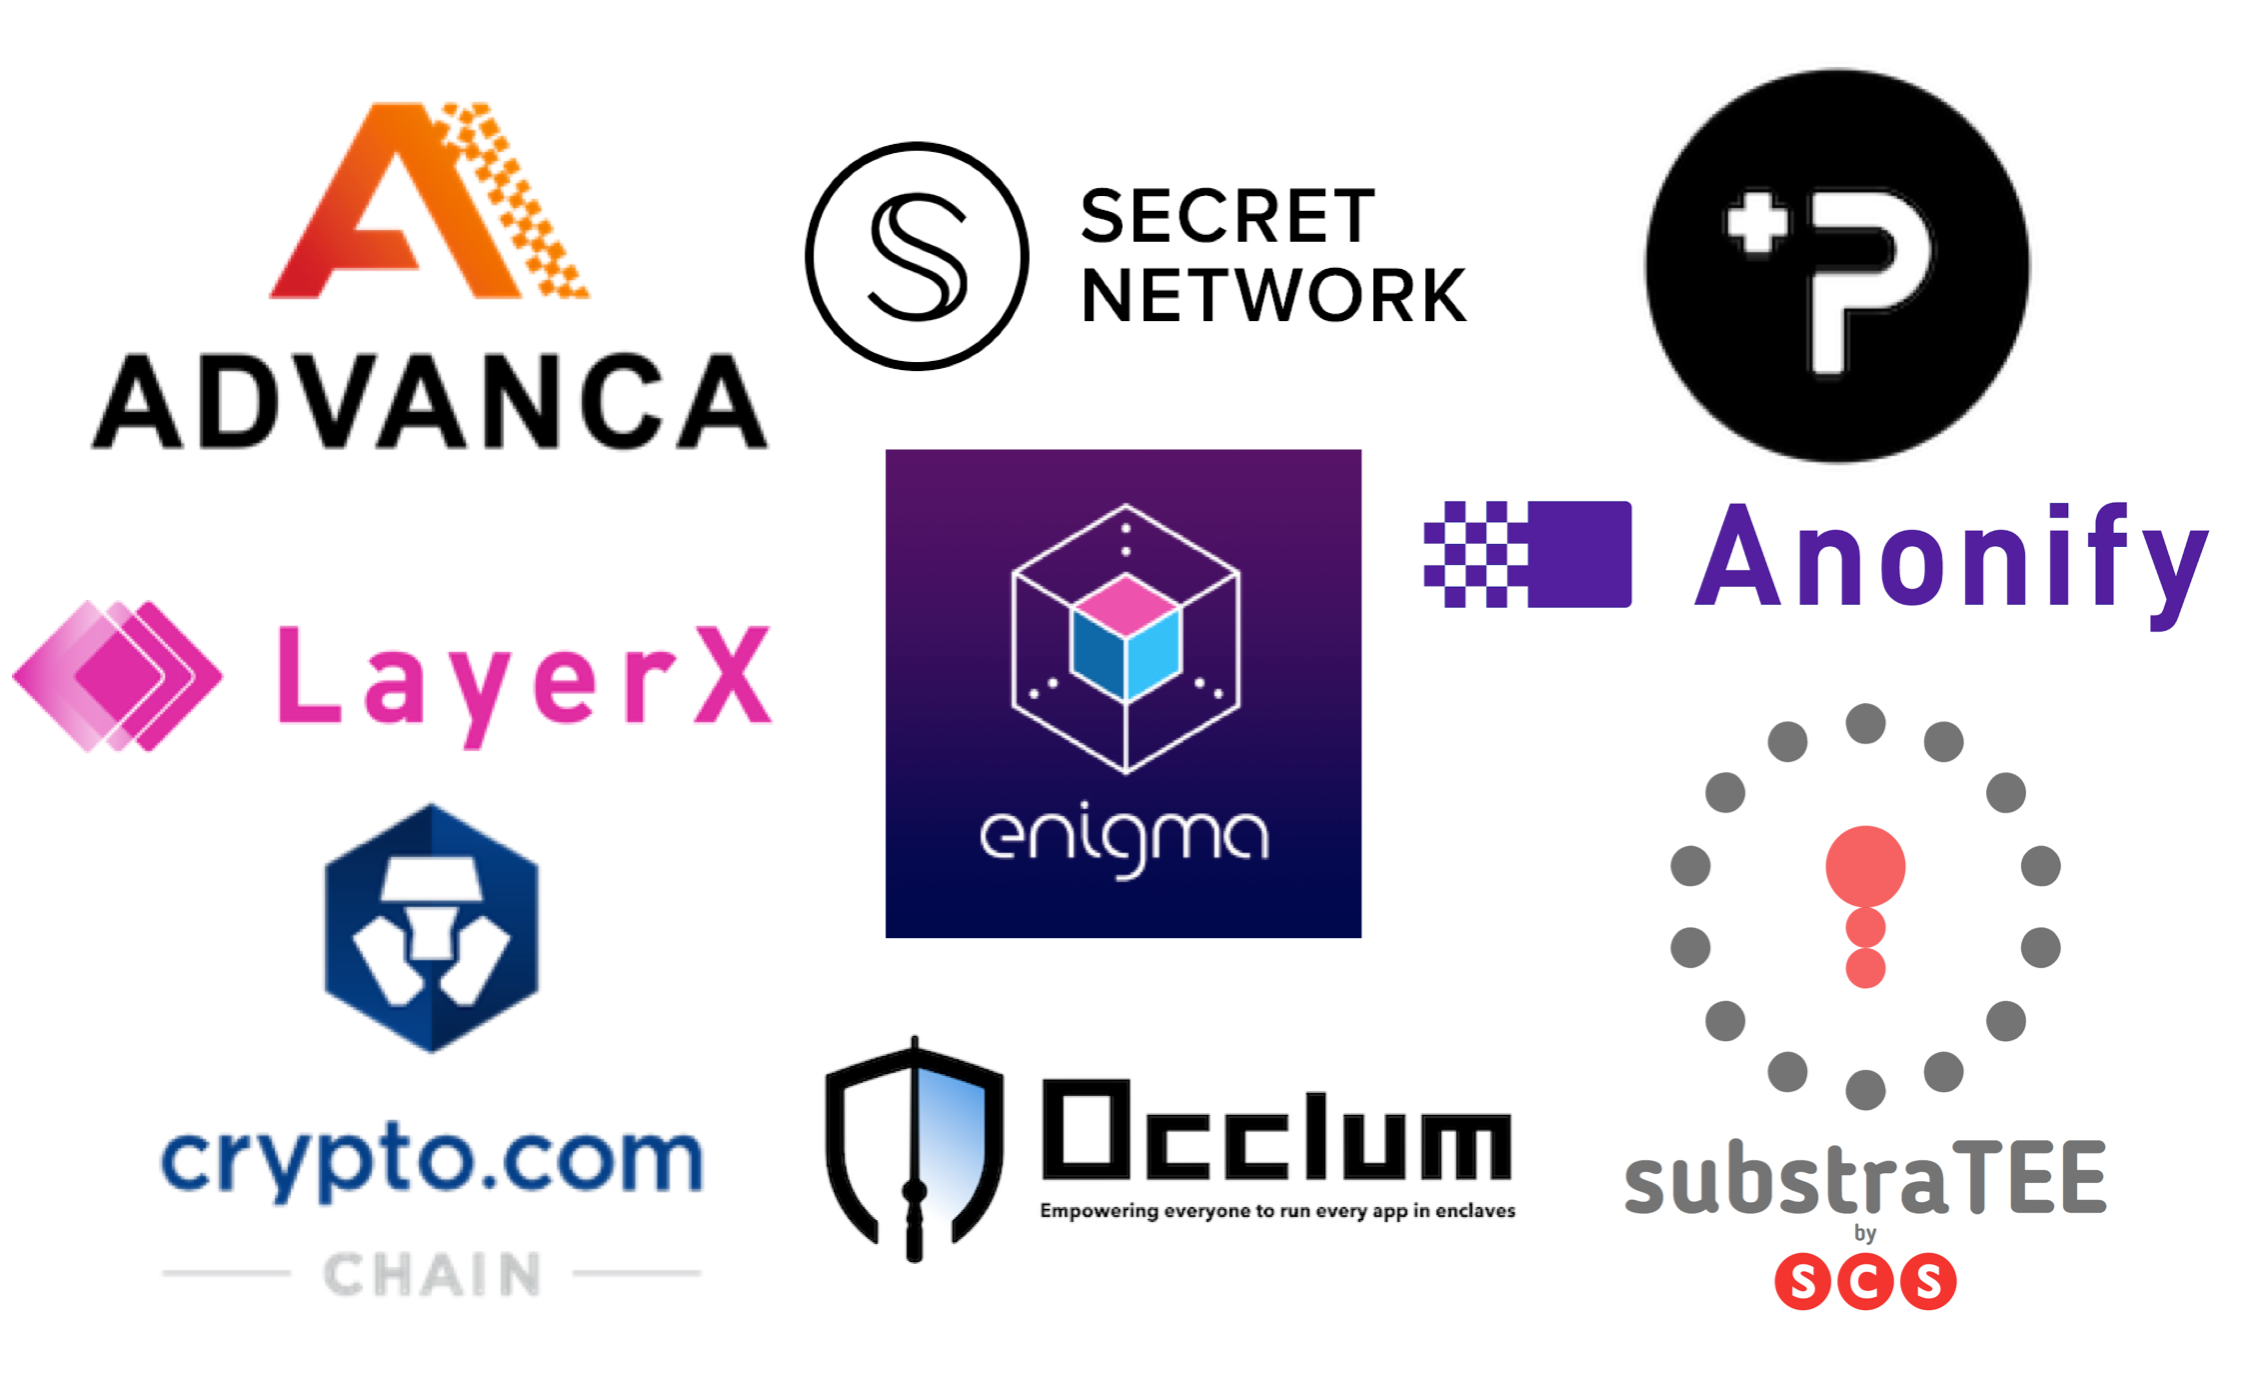 ADVANCA
S SECRET
NETWORK
+P
LayerX
enigma
Anonify
crypto.com
CHAIN
Occlum
Empowering everyone to run every app in enclaves
substraTEE
by
SCS